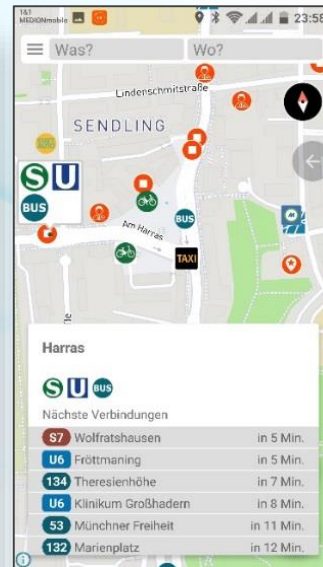 1&1
MEDIONmobile
23:58
Was?
Wo?
Lindenschmitstraße
SENDLING
S U
BUS
Am Harras
BUS
TAXI
Harras
S U BUS
Nächste Verbindungen
S7 Wolfratshausen in 5 Min.
U6 Fröttmaning in 5 Min.
134 Theresienhöhe in 7 Min.
U6 Klinikum Großhadern in 8 Min.
53 Münchner Freiheit in 11 Min.
132 Marienplatz in 12 Min.